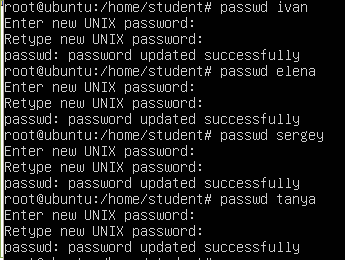 root@ubuntu:/home/student# passwd ivan
Enter new UNIX password:
Retype new UNIX password:
passwd: password updated successfully
root@ubuntu:/home/student# passwd elena
Enter new UNIX password:
Retype new UNIX password:
passwd: password updated successfully
root@ubuntu:/home/student# passwd sergey
Enter new UNIX password:
Retype new UNIX password:
passwd: password updated successfully
root@ubuntu:/home/student# passwd tanya
Enter new UNIX password:
Retype new UNIX password:
passwd: password updated successfully